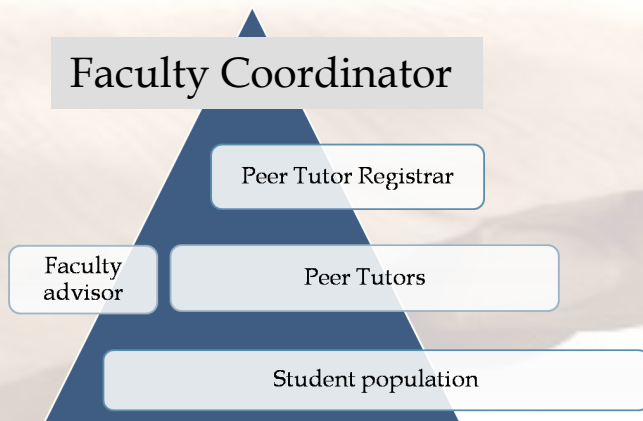 Faculty Coordinator
Peer Tutor Registrar
Faculty
advisor
Peer Tutors
Student population